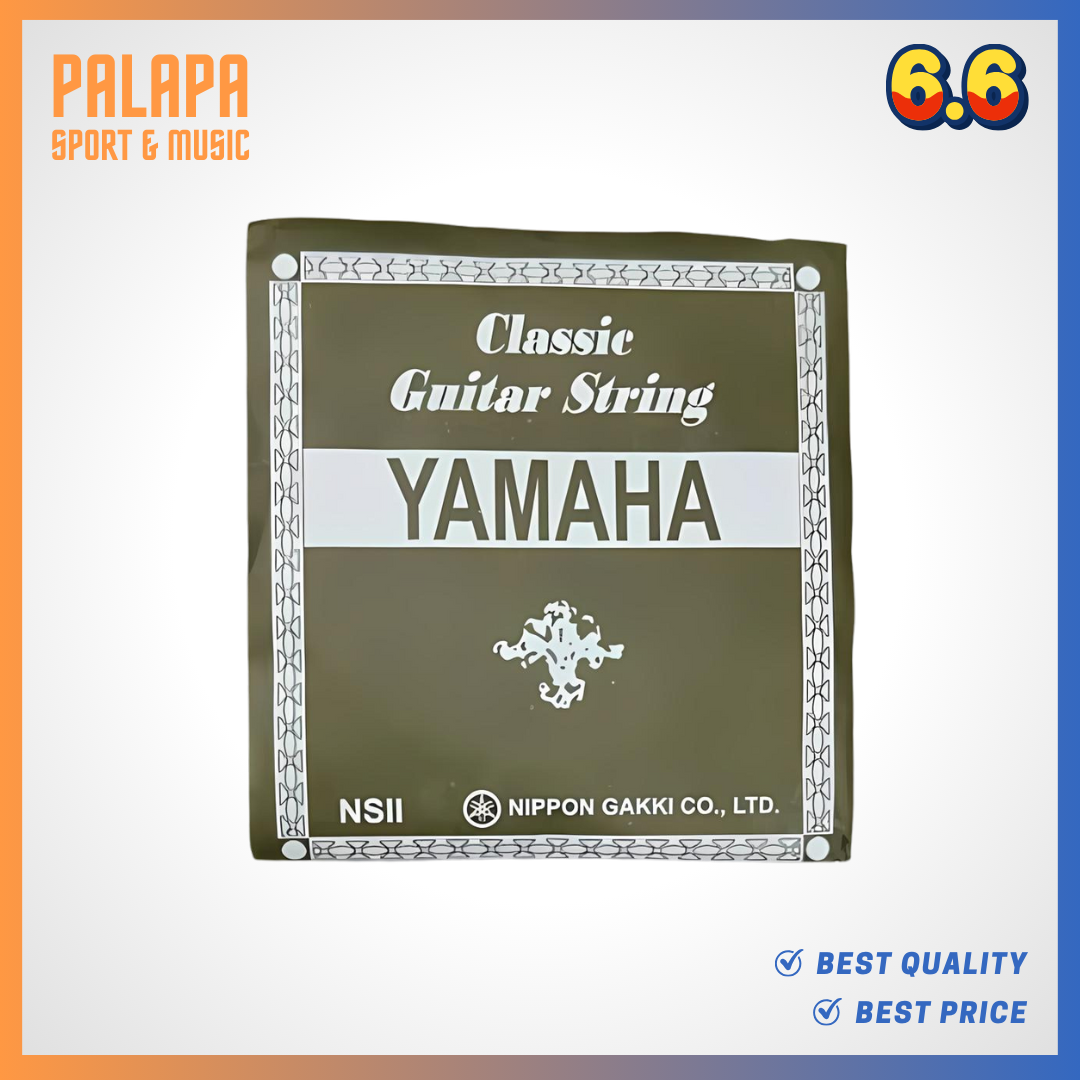 PALAPA
SPORT & MUSIC
6.6
Classic
Guitar String
YAMAHA
NSII
NIPPON GAKKI CO., LTD.
BEST QUALITY
BEST PRICE